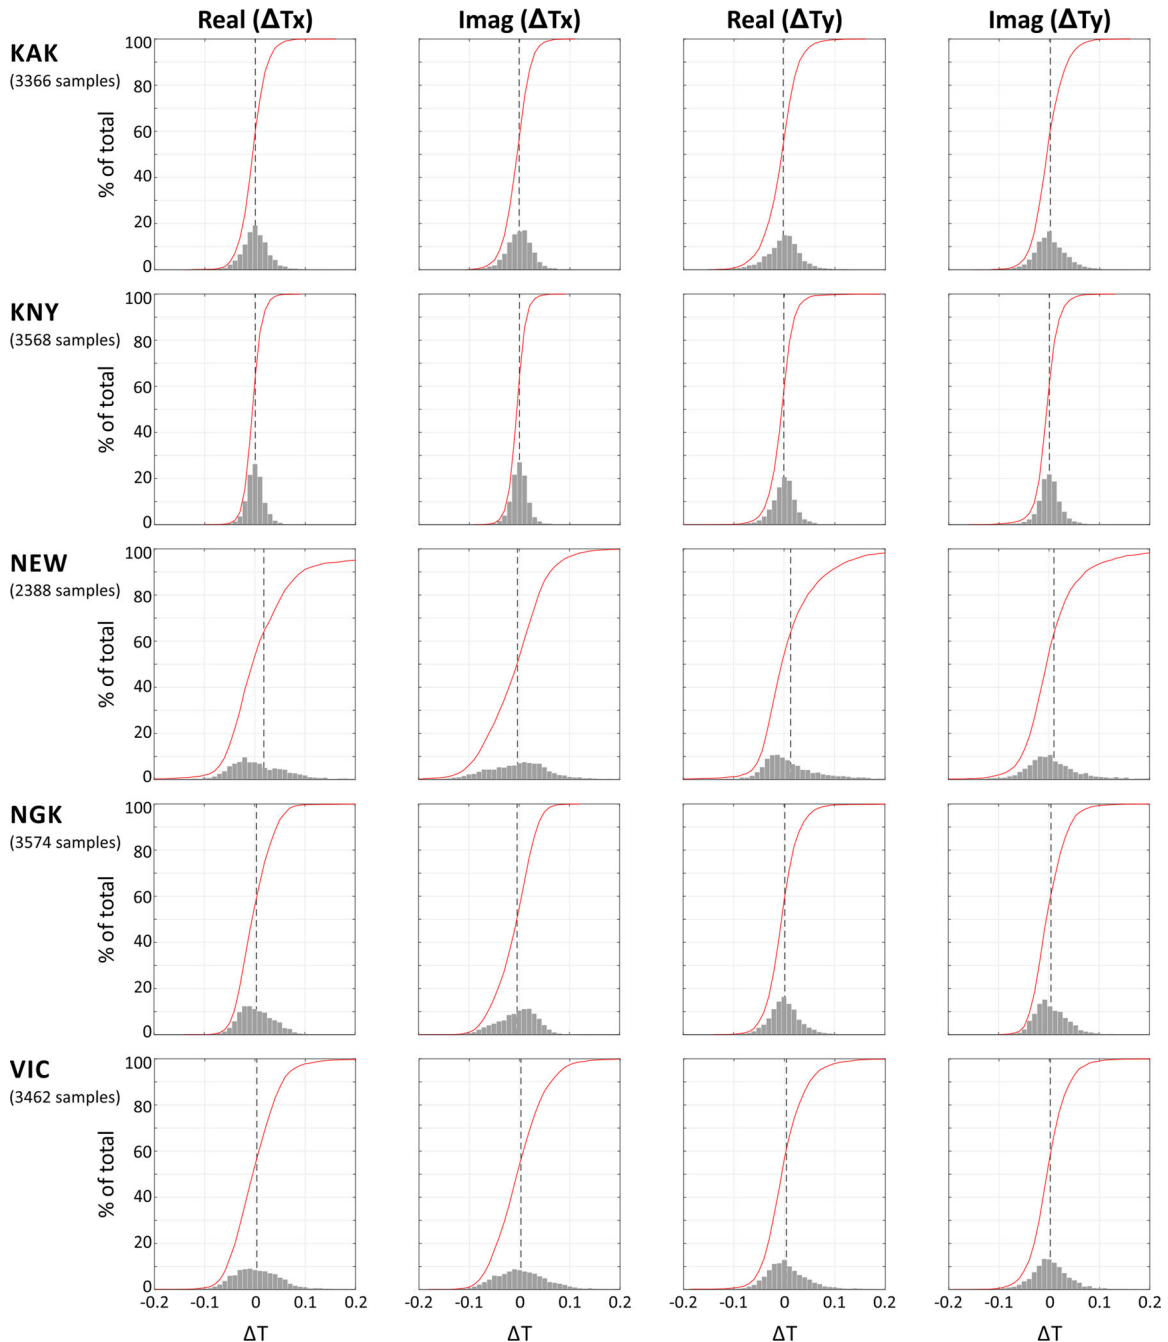 Real (ΔTx) Imag (ΔTx) Real (ΔTy) Imag (ΔTy)
KAK
(3366 samples)
% of total
100
80
60
40
20
0
KNY
(3568 samples)
% of total
100
80
60
40
20
0
NEW
(2388 samples)
% of total
100
80
60
40
20
0
NGK
(3574 samples)
% of total
100
80
60
40
20
0
VIC
(3462 samples)
% of total
100
80
60
40
20
0
-0.2 -0.1 0 0.1 0.2 -0.2 -0.1 0 0.1 0.2 -0.2 -0.1 0 0.1 0.2 -0.2 -0.1 0 0.1 0.2
ΔT ΔT ΔT ΔT